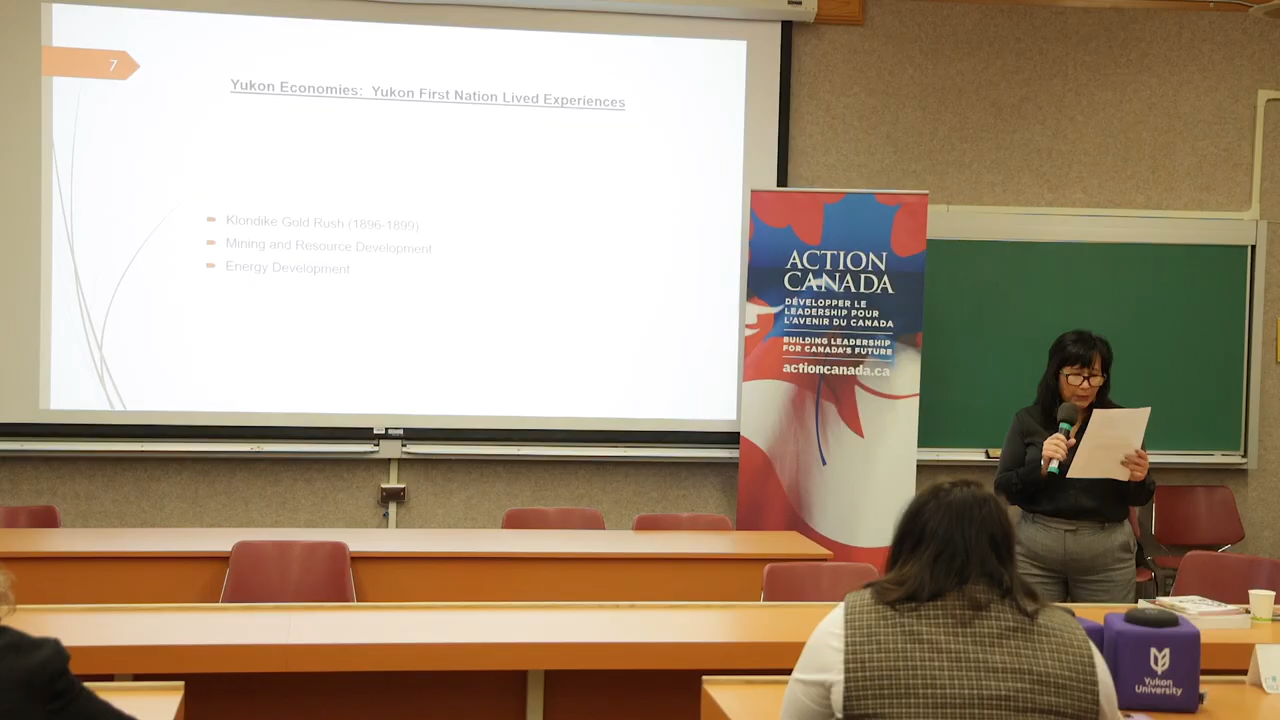 7
Yukon Economies: Yukon First Nation Lived Experiences
Klondike Gold Rush (1896-1899)
Mining and Resource Development
Energy Development
ACTION
CANADA
DÉVELOPPER LE
LEADERSHIP POUR
L'AVENIR DU CANADA
BUILDING LEADERSHIP
FOR CANADA'S FUTURE
actioncanada.ca
Yukon
University